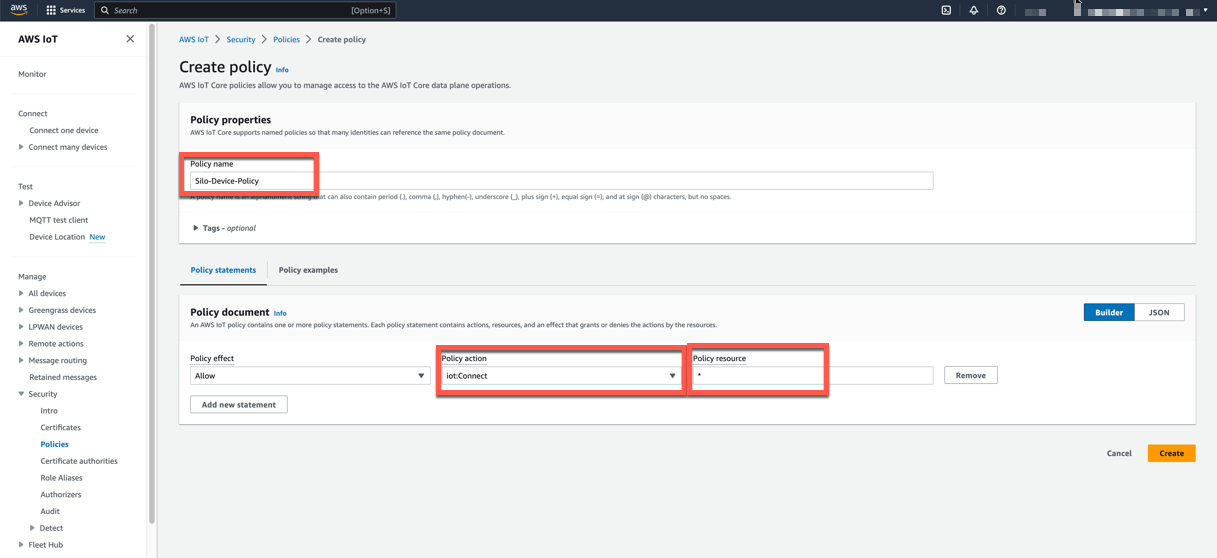 aws
Services
Search
[Option+S]
AWS IoT
Monitor
Connect
Connect one device
Connect many devices
Test
Device Advisor
MQTT test client
Device Location New
Manage
All devices
Greengrass devices
LPWAN devices
Remote actions
Message routing
Retained messages
Security
Intro
Certificates
Policies
Certificate authorities
Role Aliases
Authorizers
Audit
Detect
Fleet Hub
AWS IoT > Security > Policies > Create policy
Create policy Info
AWS IoT Core policies allow you to manage access to the AWS IoT Core data plane operations.
Policy properties
AWS IoT Core supports named policies so that many identities can reference the same policy document.
Policy name
Silo-Device-Policy
A policy name is an alphanumeric string that can also contain period (.), comma (,), hyphen(-), underscore (_), plus sign (+), equal sign (=), and at sign (@) characters, but no spaces.
Tags - optional
Policy statements
Policy examples
Policy document Info
An AWS IoT policy contains one or more policy statements. Each policy statement contains actions, resources, and an effect that grants or denies the actions by the resources.
Builder
JSON
Policy effect
Policy action
Policy resource
Allow
iot:Connect
*
Remove
Add new statement
Cancel
Create